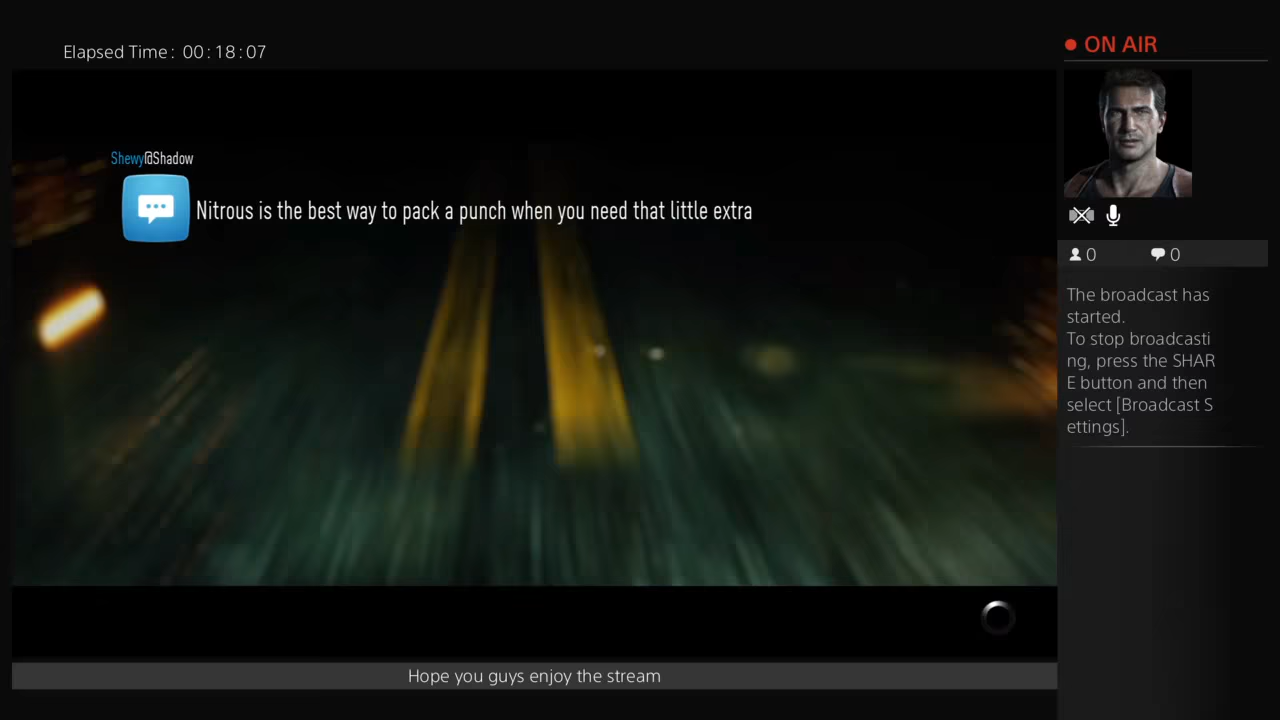 Elapsed Time: 00:18:07
ON AIR
Shewy@Shadow
Nitrous is the best way to pack a punch when you need that little extra
0
0
The broadcast has
started.
To stop broadcasti
ng, press the SHAR
E button and then
select [Broadcast S
ettings].
Hope you guys enjoy the stream